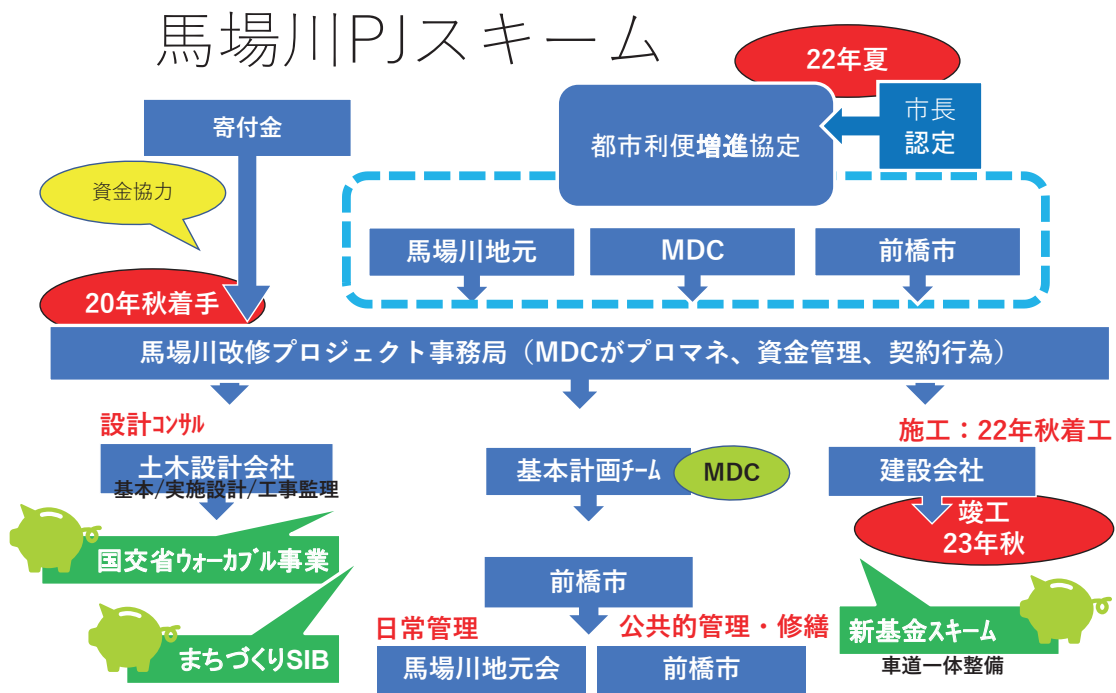 馬場川PJスキーム
22年夏
寄付金
都市利便増進協定
市長
認定
資金協力
馬場川地元
MDC
前橋市
20年秋着手
馬場川改修プロジェクト事務局（MDCがプロマネ、資金管理、契約行為）
設計ｺﾝｻﾙ
土木設計会社
基本/実施設計/工事監理
基本計画ﾁｰﾑ
MDC
施工：22年秋着工
建設会社
竣工
23年秋
国交省ｳｫｰｶﾌﾞﾙ事業
まちづくりSIB
前橋市
日常管理
公共的管理・修繕
馬場川地元会
前橋市
新基金ｽｷｰﾑ
車道一体整備